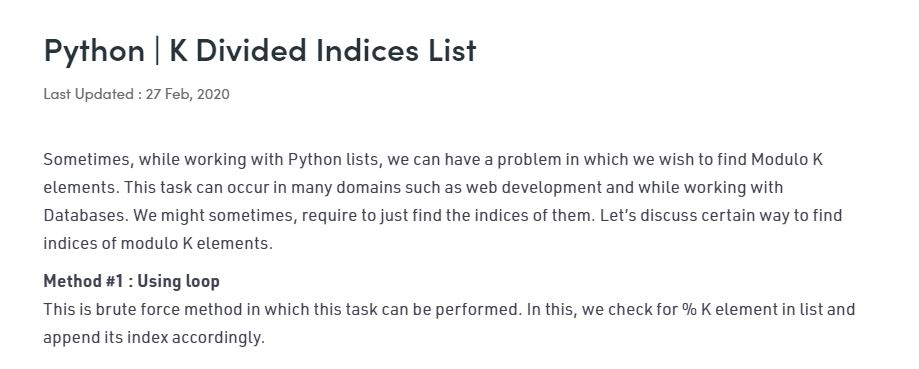 Python | K Divided Indices List
Last Updated : 27 Feb, 2020
Sometimes, while working with Python lists, we can have a problem in which we wish to find Modulo K
elements. This task can occur in many domains such as web development and while working with
Databases. We might sometimes, require to just find the indices of them. Let’s discuss certain way to find
indices of modulo K elements.
Method #1 : Using loop
This is brute force method in which this task can be performed. In this, we check for % K element in list and
append its index accordingly.